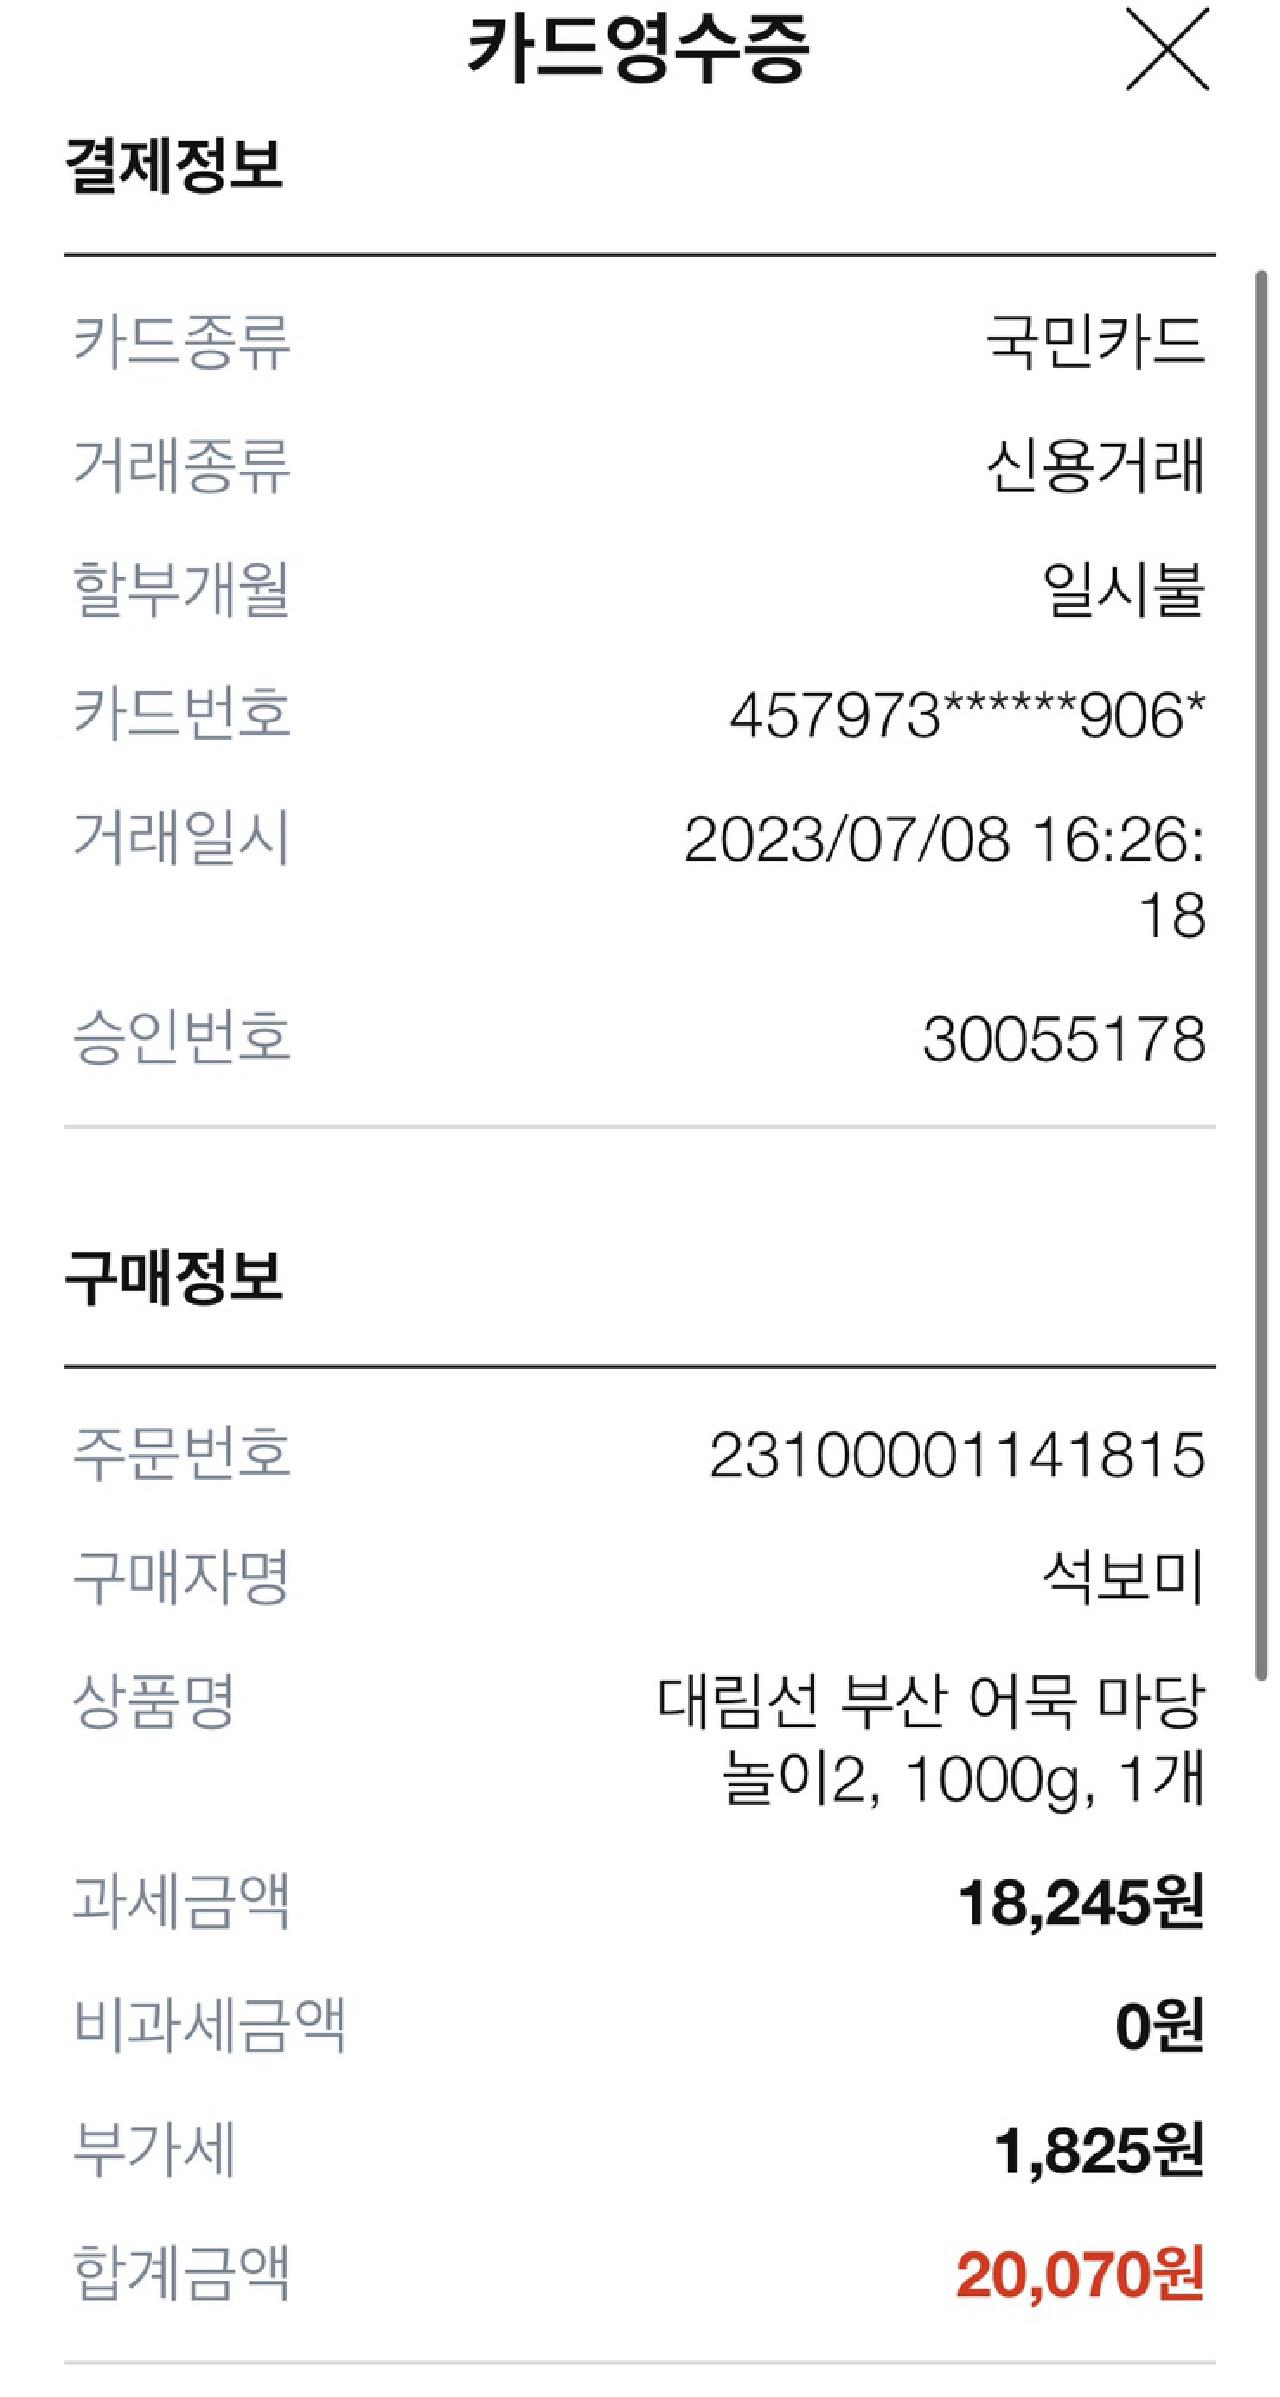 카드영수증
결제정보
카드종류 국민카드
거래종류 신용거래
할부개월 일시불
카드번호 457973******906*
거래일시 2023/07/08 16:26:
18
승인번호 30055178
구매정보
주문번호 23100001141815
구매자명 석보미
상품명 대림선 부산 어묵 마당
놀이2, 1000g, 1개
과세금액 18,245원
비과세금액 0원
부가세 1,825원
합계금액 20,070원